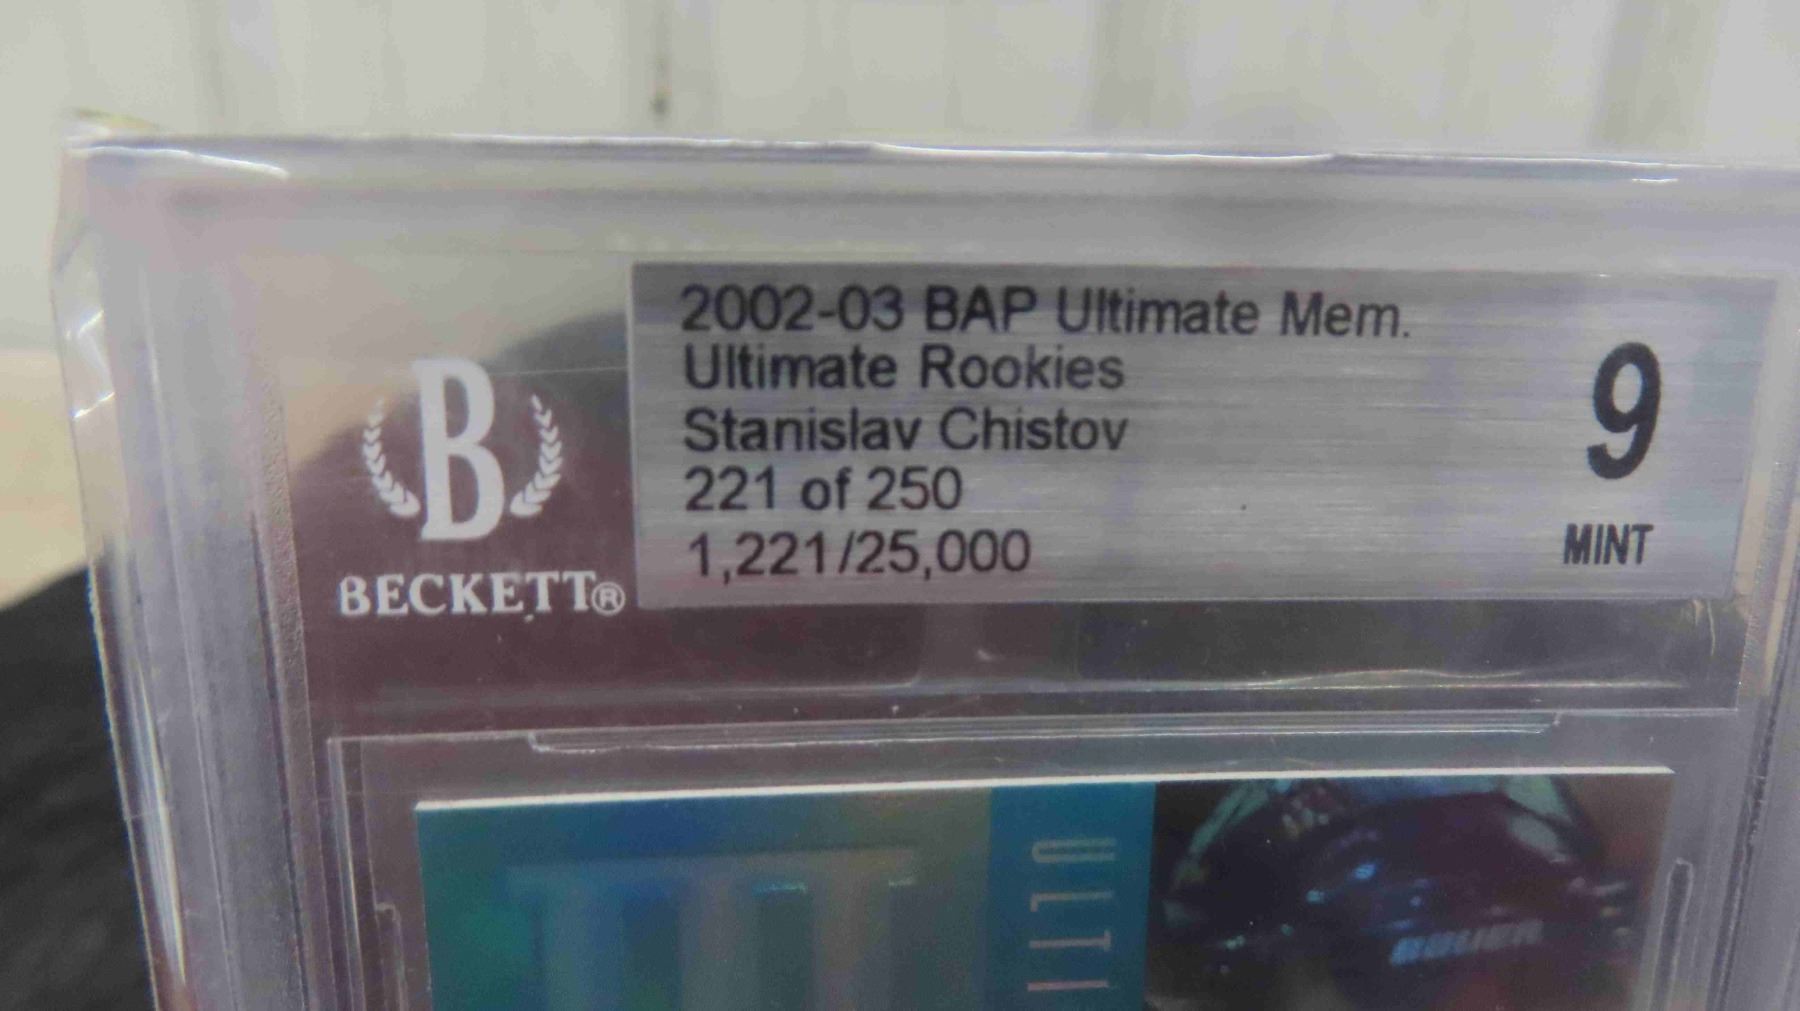 2002-03 BAP Ultimate Mem.
Ultimate Rookies
Stanislav Chistov
221 of 250
1,221/25,000
9
MINT
B
BECKETT®